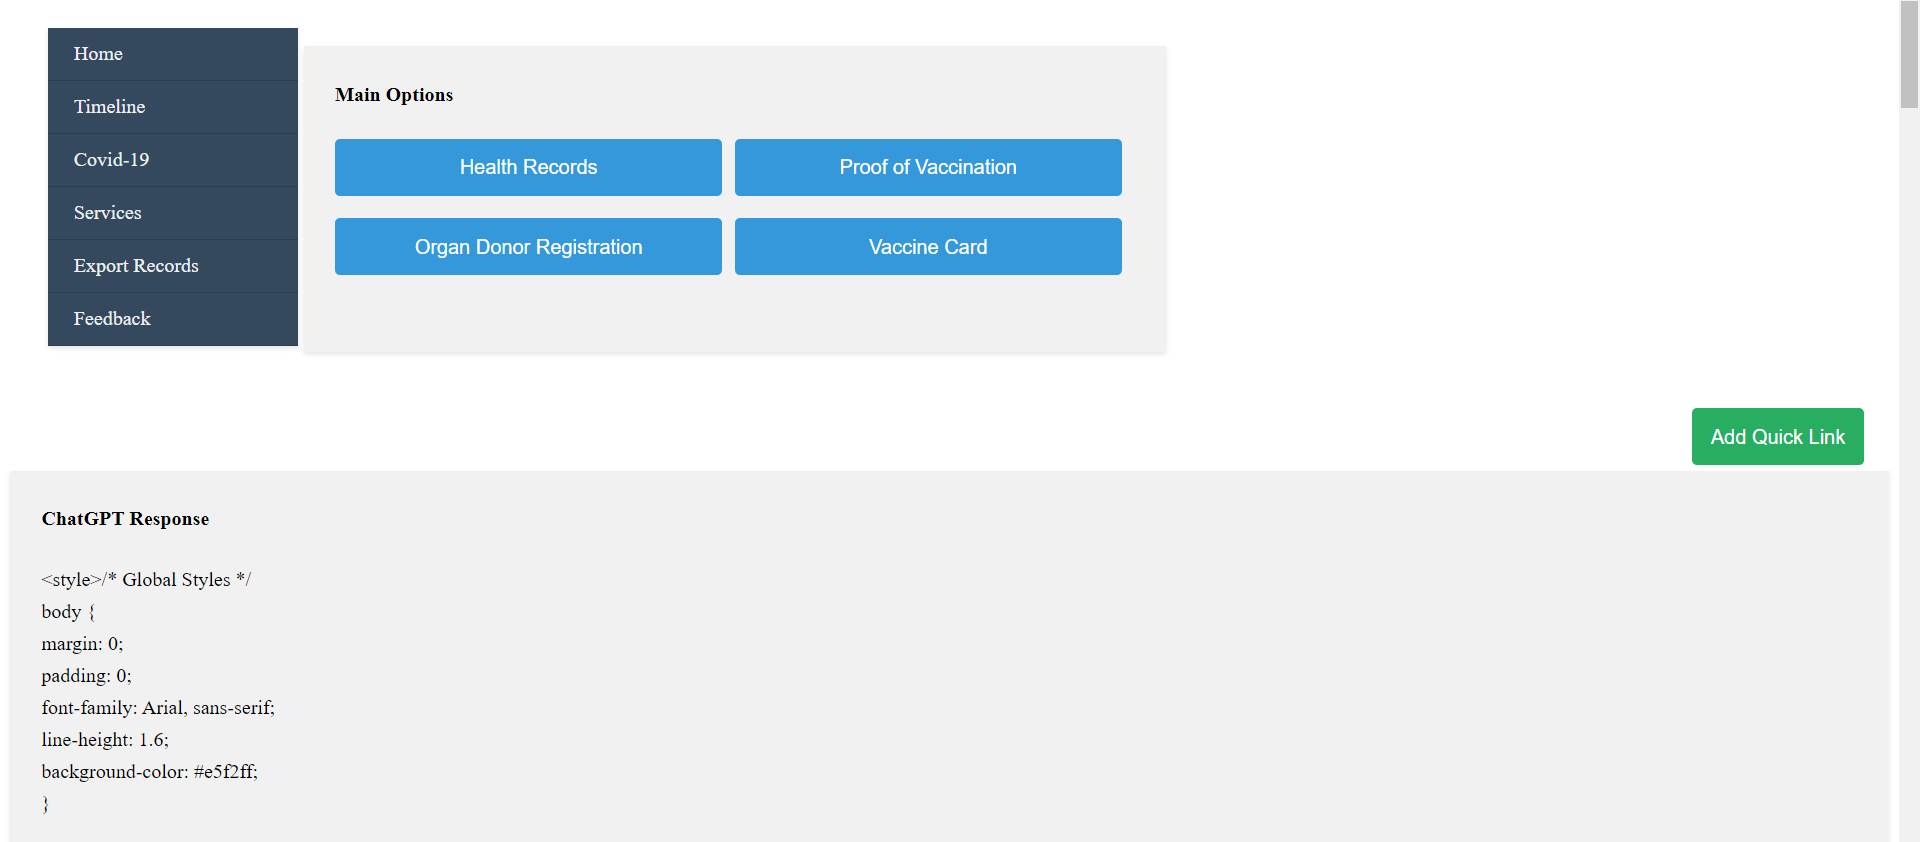 Home
Timeline
Covid-19
Services
Export Records
Feedback
Main Options
Health Records
Proof of Vaccination
Organ Donor Registration
Vaccine Card
Add Quick Link
ChatGPT Response
<style>/* Global Styles */
body {
margin: 0;
padding: 0;
font-family: Arial, sans-serif;
line-height: 1.6;
background-color: #e5f2ff;
}